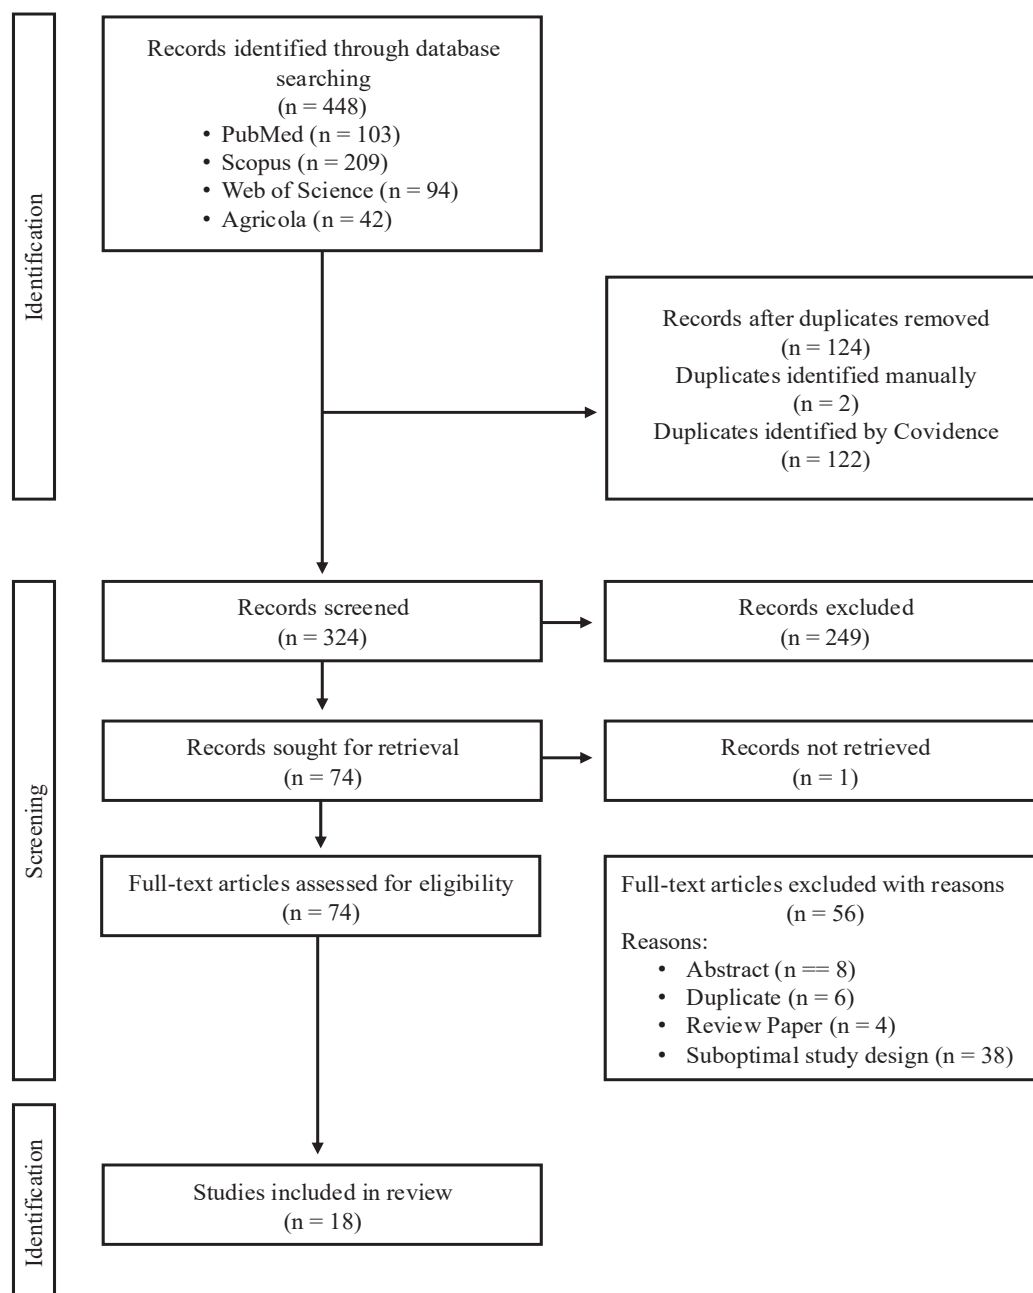 Identification
Records identified through database
searching
(n = 448)
• PubMed (n = 103)
• Scopus (n = 209)
• Web of Science (n = 94)
• Agricola (n = 42)
Records after duplicates removed
(n = 124)
Duplicates identified manually
(n = 2)
Duplicates identified by Covidence
(n = 122)
Screening
Records screened
(n = 324)
Records excluded
(n = 249)
Records sought for retrieval
(n = 74)
Records not retrieved
(n = 1)
Full-text articles assessed for eligibility
(n = 74)
Full-text articles excluded with reasons
(n = 56)
Reasons:
• Abstract (n == 8)
• Duplicate (n = 6)
• Review Paper (n = 4)
• Suboptimal study design (n = 38)
Identification
Studies included in review
(n = 18)